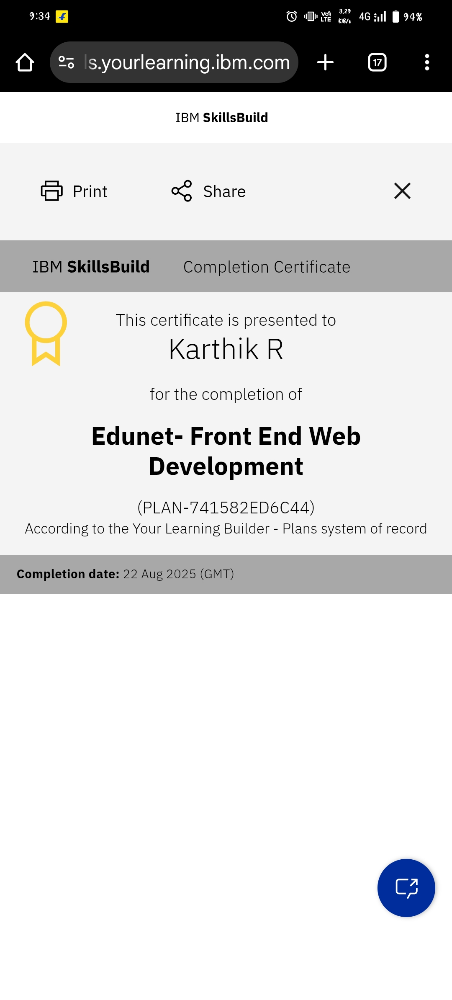 9:34 Vo)) LTE 3.29 KB/s 4G 94%
ls.yourlearning.ibm.com 17
IBM SkillsBuild
Print Share
IBM SkillsBuild Completion Certificate
This certificate is presented to
Karthik R
for the completion of
Edunet- Front End Web
Development
(PLAN-741582ED6C44)
According to the Your Learning Builder - Plans system of record
Completion date: 22 Aug 2025 (GMT)